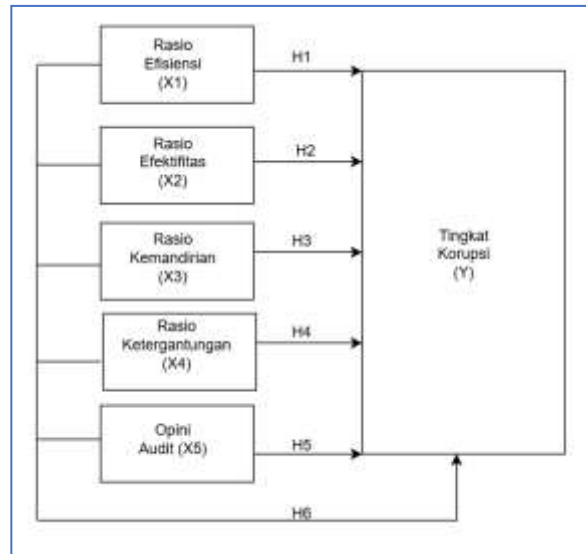 Rasio
Efisiensi
(X1)
H1
Rasio
Efektifitas
(X2)
H2
Rasio
Kemandirian
(X3)
H3
Tingkat
Korupsi
(Y)
Rasio
Ketergantungan
(X4)
H4
Opini
Audit (X5)
H5
H6